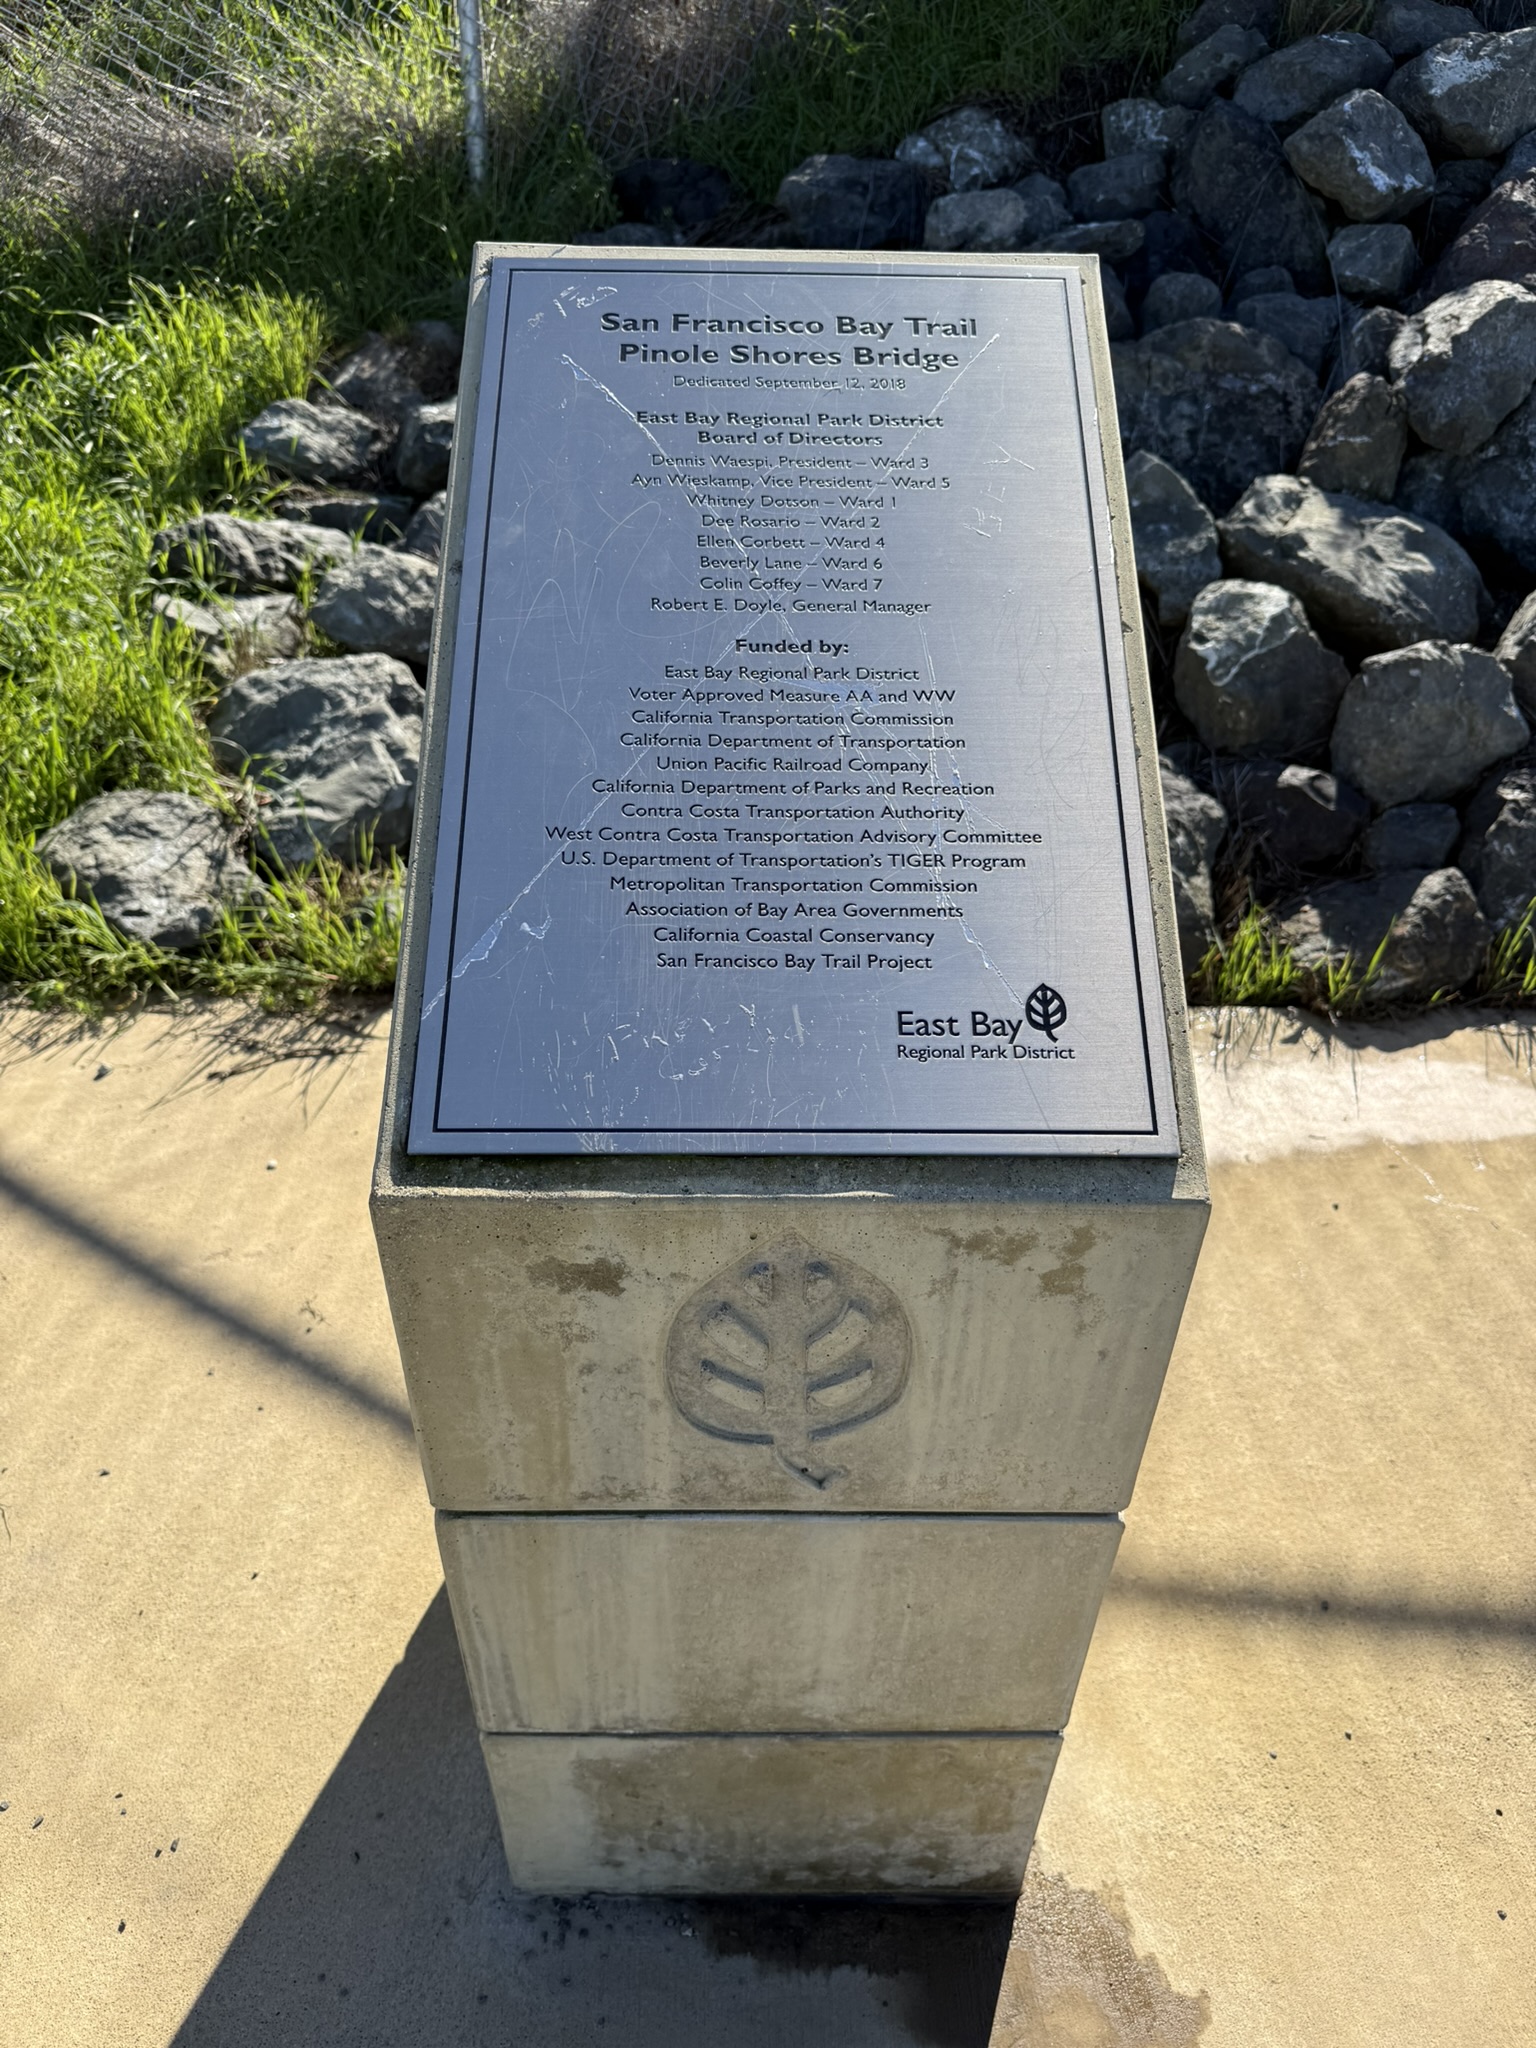 San Francisco Bay Trail
Pinole Shores Bridge
Dedicated September 12, 2018
East Bay Regional Park District
Board of Directors
Dennis Waespi, President – Ward 3
Ayn Wieskamp, Vice President – Ward 5
Whitney Dotson – Ward 1
Dee Rosario – Ward 2
Ellen Corbett – Ward 4
Beverly Lane – Ward 6
Colin Coffey – Ward 7
Robert E. Doyle, General Manager
Funded by:
East Bay Regional Park District
Voter Approved Measure AA and WW
California Transportation Commission
California Department of Transportation
Union Pacific Railroad Company
California Department of Parks and Recreation
Contra Costa Transportation Authority
West Contra Costa Transportation Advisory Committee
U.S. Department of Transportation's TIGER Program
Metropolitan Transportation Commission
Association of Bay Area Governments
California Coastal Conservancy
San Francisco Bay Trail Project
East Bay
Regional Park District